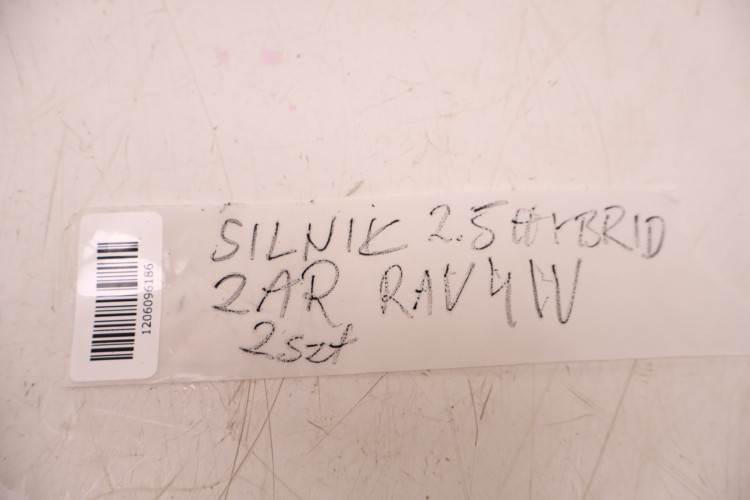 SILNIK 2.5 HYBRID
2AR RAV4 IV
2szt
1206096186